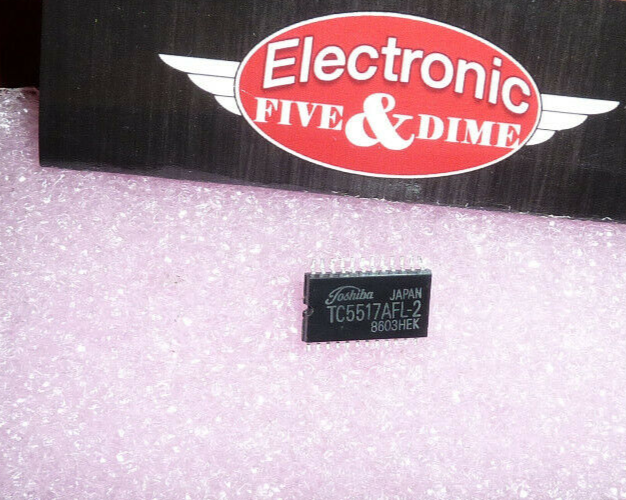 Electronic
FIVE & DIME
Toshiba JAPAN
TC5517AFL-2
8603HEK